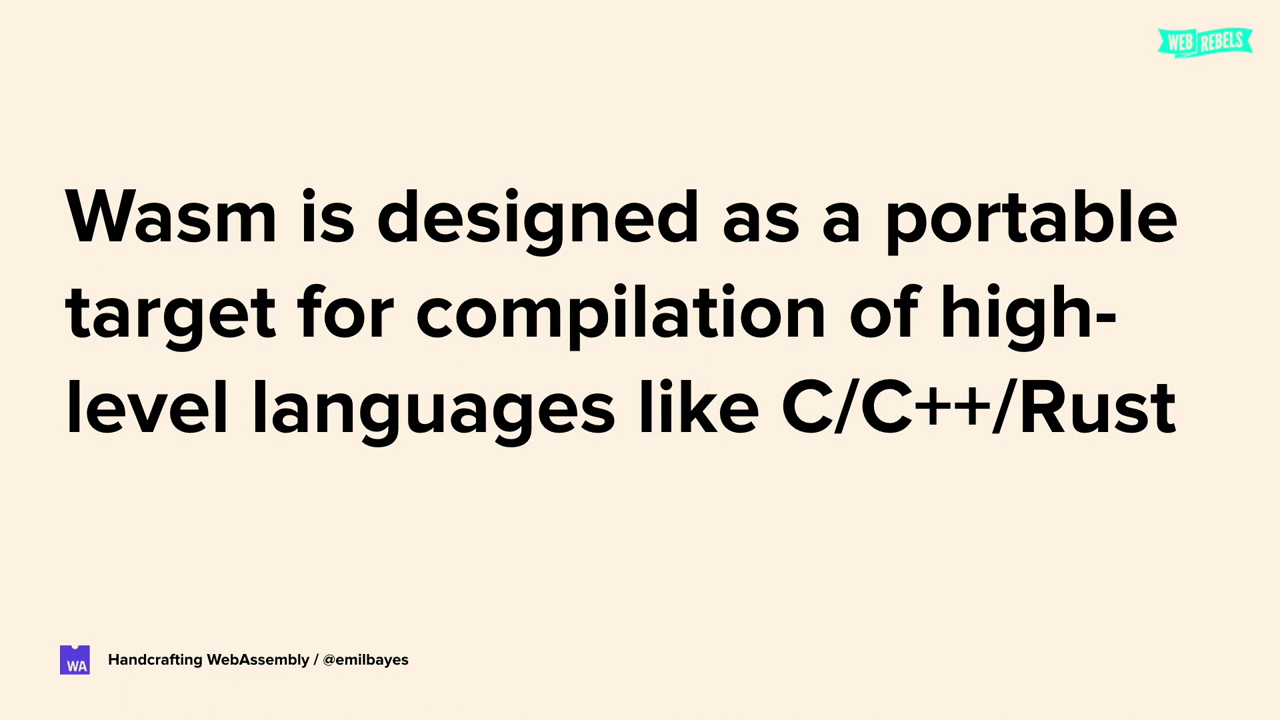 WEB REBELS
Wasm is designed as a portable
target for compilation of high-
level languages like C/C++/Rust
WA
Handcrafting WebAssembly / @emilbayes